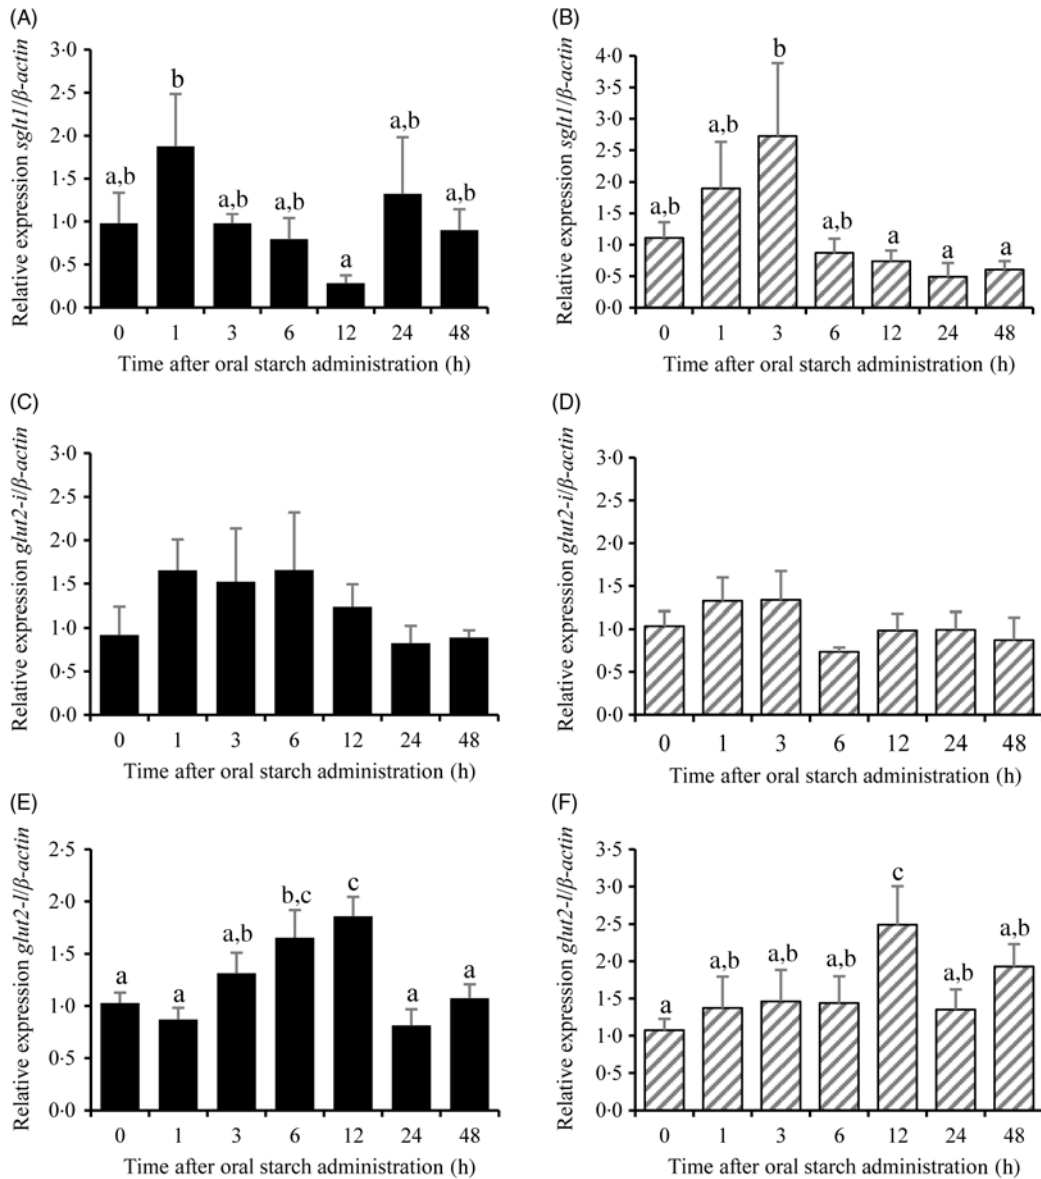 (A)
Relative expression sglt1/β-actin
3·0
2·5
2·0
1·5
1·0
0·5
0·0
a,b
b
a,b
a,b
a
a,b
a,b
0 1 3 6 12 24 48
Time after oral starch administration (h)
(B)
Relative expression sglt1/β-actin
4·0
3·5
3·0
2·5
2·0
1·5
1·0
0·5
0·0
a,b
a,b
b
a,b
a
a
a
0 1 3 6 12 24 48
Time after oral starch administration (h)
(C)
Relative expression glut2-i/β-actin
3·0
2·5
2·0
1·5
1·0
0·5
0·0
0 1 3 6 12 24 48
Time after oral starch administration (h)
(D)
Relative expression glut2-i/β-actin
3·0
2·5
2·0
1·5
1·0
0·5
0·0
0 1 3 6 12 24 48
Time after oral starch administration (h)
(E)
Relative expression glut2-l/β-actin
2·5
2·0
1·5
1·0
0·5
0·0
a
a
a,b
b,c
c
a
a
0 1 3 6 12 24 48
Time after oral starch administration (h)
(F)
Relative expression glut2-l/β-actin
3·5
3·0
2·5
2·0
1·5
1·0
0·5
0·0
a
a,b
a,b
a,b
c
a,b
a,b
0 1 3 6 12 24 48
Time after oral starch administration (h)